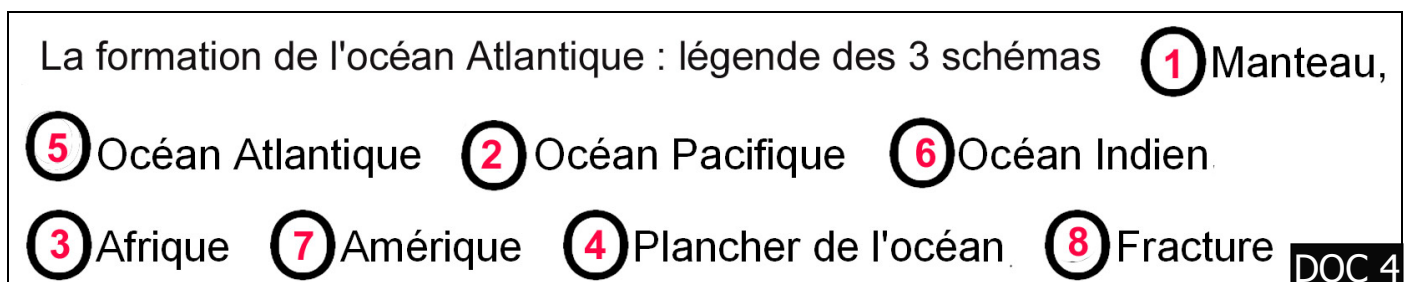 La formation de l'océan Atlantique : légende des 3 schémas 1 Manteau,
5 Océan Atlantique 2 Océan Pacifique 6 Océan Indien
3 Afrique 7 Amérique 4 Plancher de l'océan 8 Fracture
DOC 4